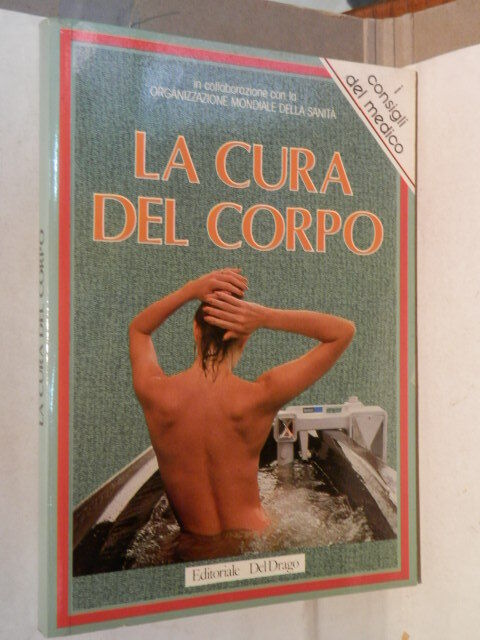 in collaborazione con la
ORGANIZZAZIONE MONDIALE DELLA SANITÀ
i
consigli
del medico
LA CURA
DEL CORPO
Editoriale Del Drago
LA CURA DEL CORPO